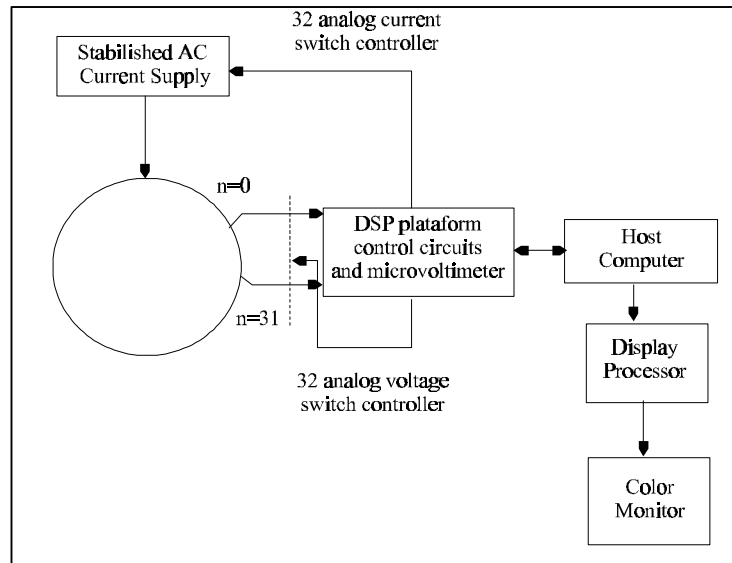 32 analog current
switch controller
Stabilished AC
Current Supply
n=0
DSP plataform
control circuits
and microvoltimeter
Host
Computer
n=31
Display
Processor
32 analog voltage
switch controller
Color
Monitor